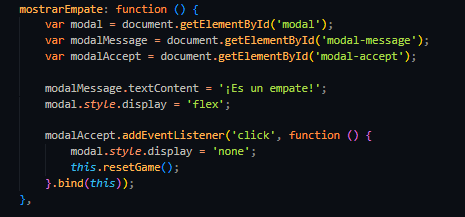 mostrarEmpate: function () {
    var modal = document.getElementById('modal');
    var modalMessage = document.getElementById('modal-message');
    var modalAccept = document.getElementById('modal-accept');

    modalMessage.textContent = '¡Es un empate!';
    modal.style.display = 'flex';

    modalAccept.addEventListener('click', function () {
        modal.style.display = 'none';
        this.resetGame();
    }.bind(this));
},